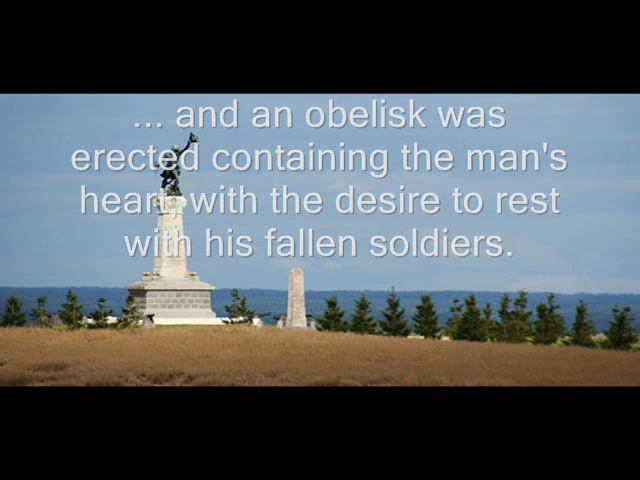 ... and an obelisk was
erected containing the man's
heart, with the desire to rest
with his fallen soldiers.